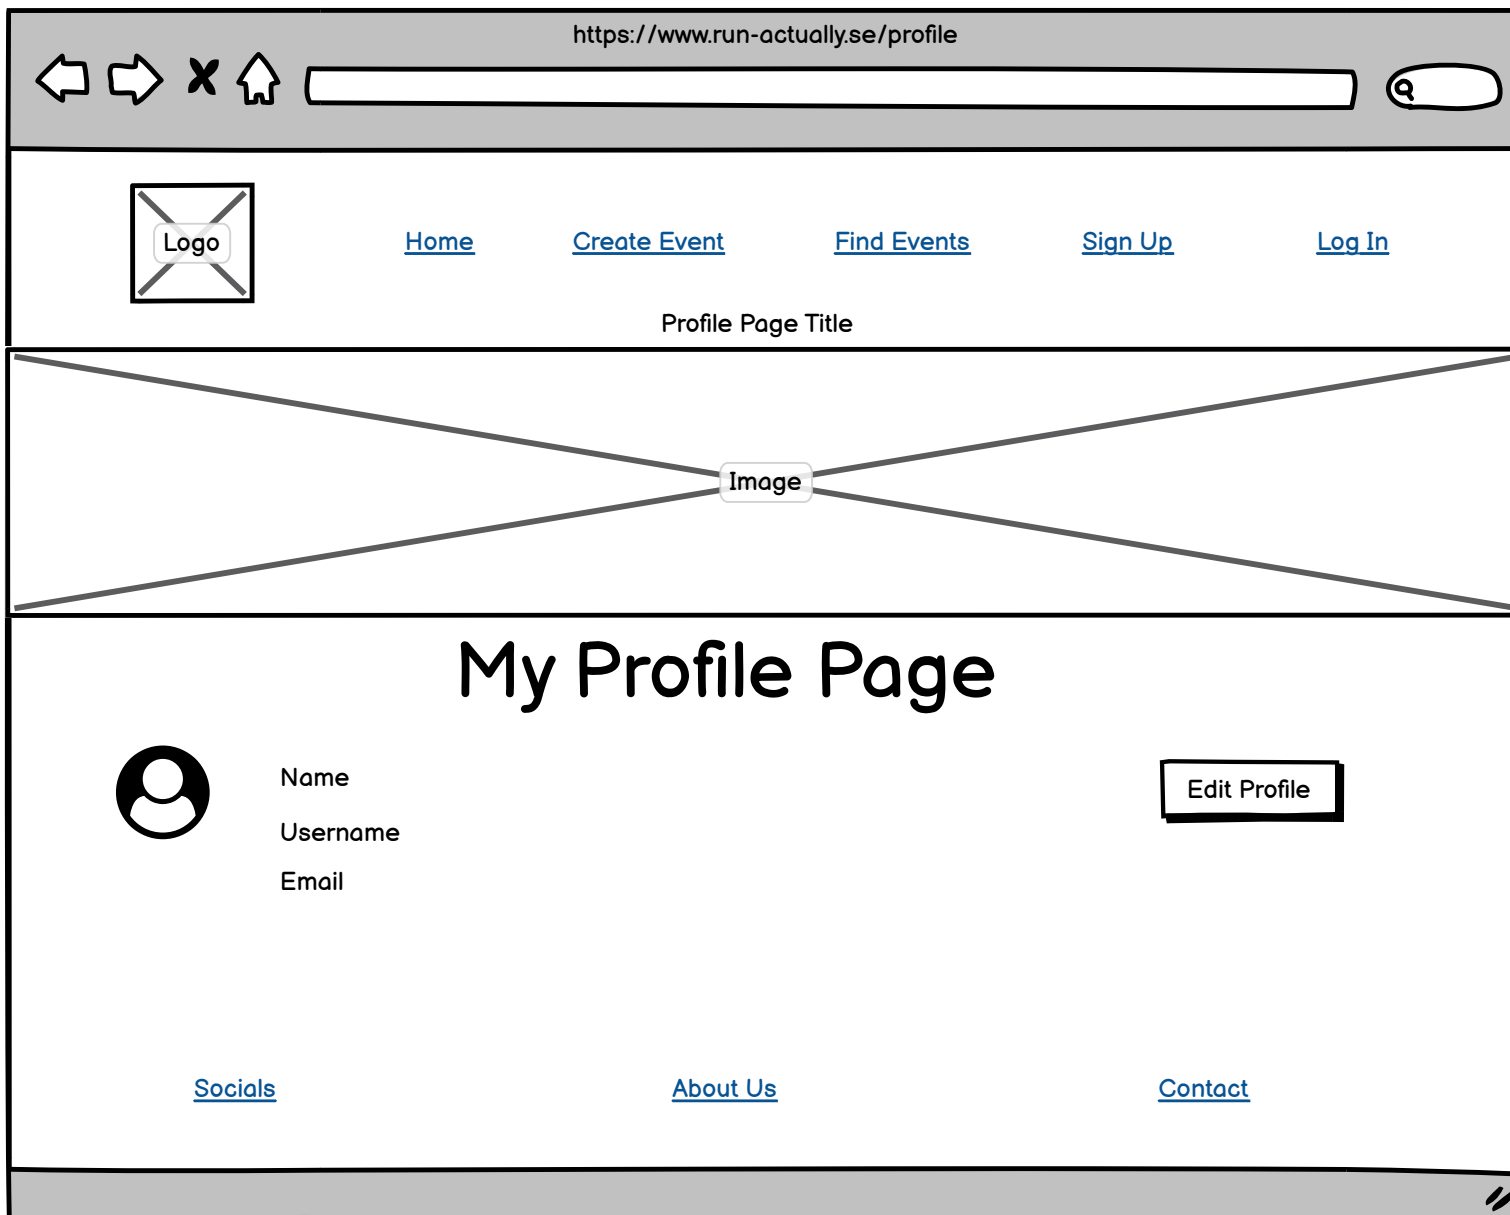 https://www.run-actually.se/profile
Logo
Home Create Event Find Events Sign Up Log In
Profile Page Title
Image
My Profile Page
Name
Edit Profile
Username
Email
Socials About Us Contact